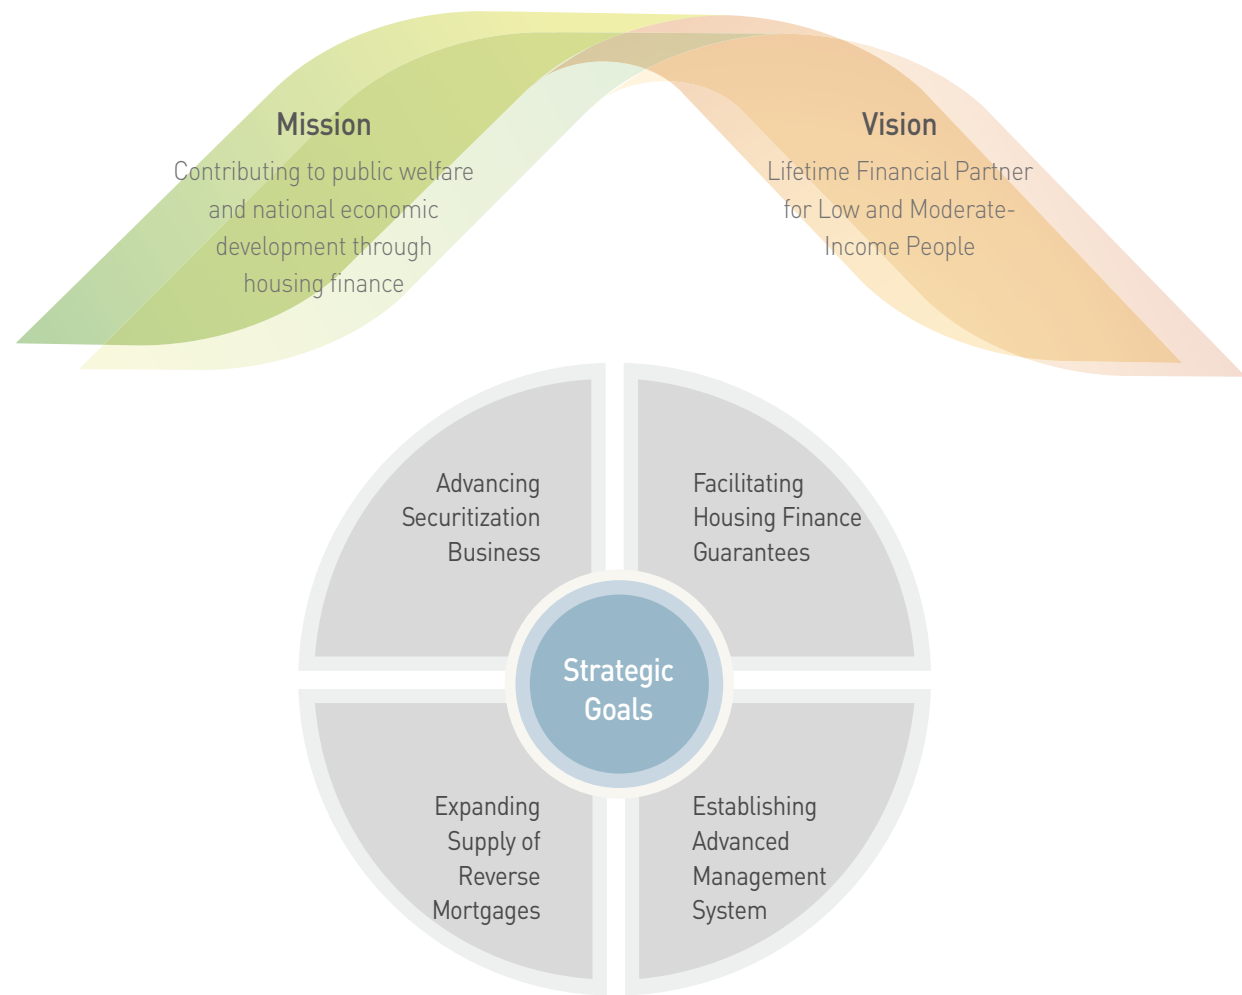 Mission
Contributing to public welfare
and national economic
development through
housing finance
Vision
Lifetime Financial Partner
for Low and Moderate-
Income People
Advancing
Securitization
Business
Facilitating
Housing Finance
Guarantees
Strategic
Goals
Expanding
Supply of
Reverse
Mortgages
Establishing
Advanced
Management
System